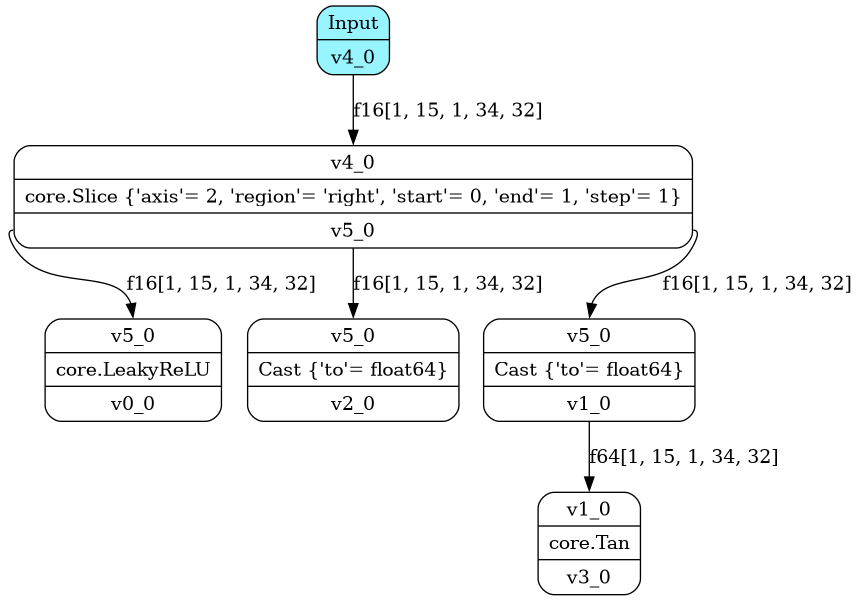 Input
v4_0
f16[1, 15, 1, 34, 32]
v4_0
core.Slice {'axis'= 2, 'region'= 'right', 'start'= 0, 'end'= 1, 'step'= 1}
v5_0
f16[1, 15, 1, 34, 32]
f16[1, 15, 1, 34, 32]
f16[1, 15, 1, 34, 32]
v5_0
core.LeakyReLU
v0_0
v5_0
Cast {'to'= float64}
v2_0
v5_0
Cast {'to'= float64}
v1_0
f64[1, 15, 1, 34, 32]
v1_0
core.Tan
v3_0